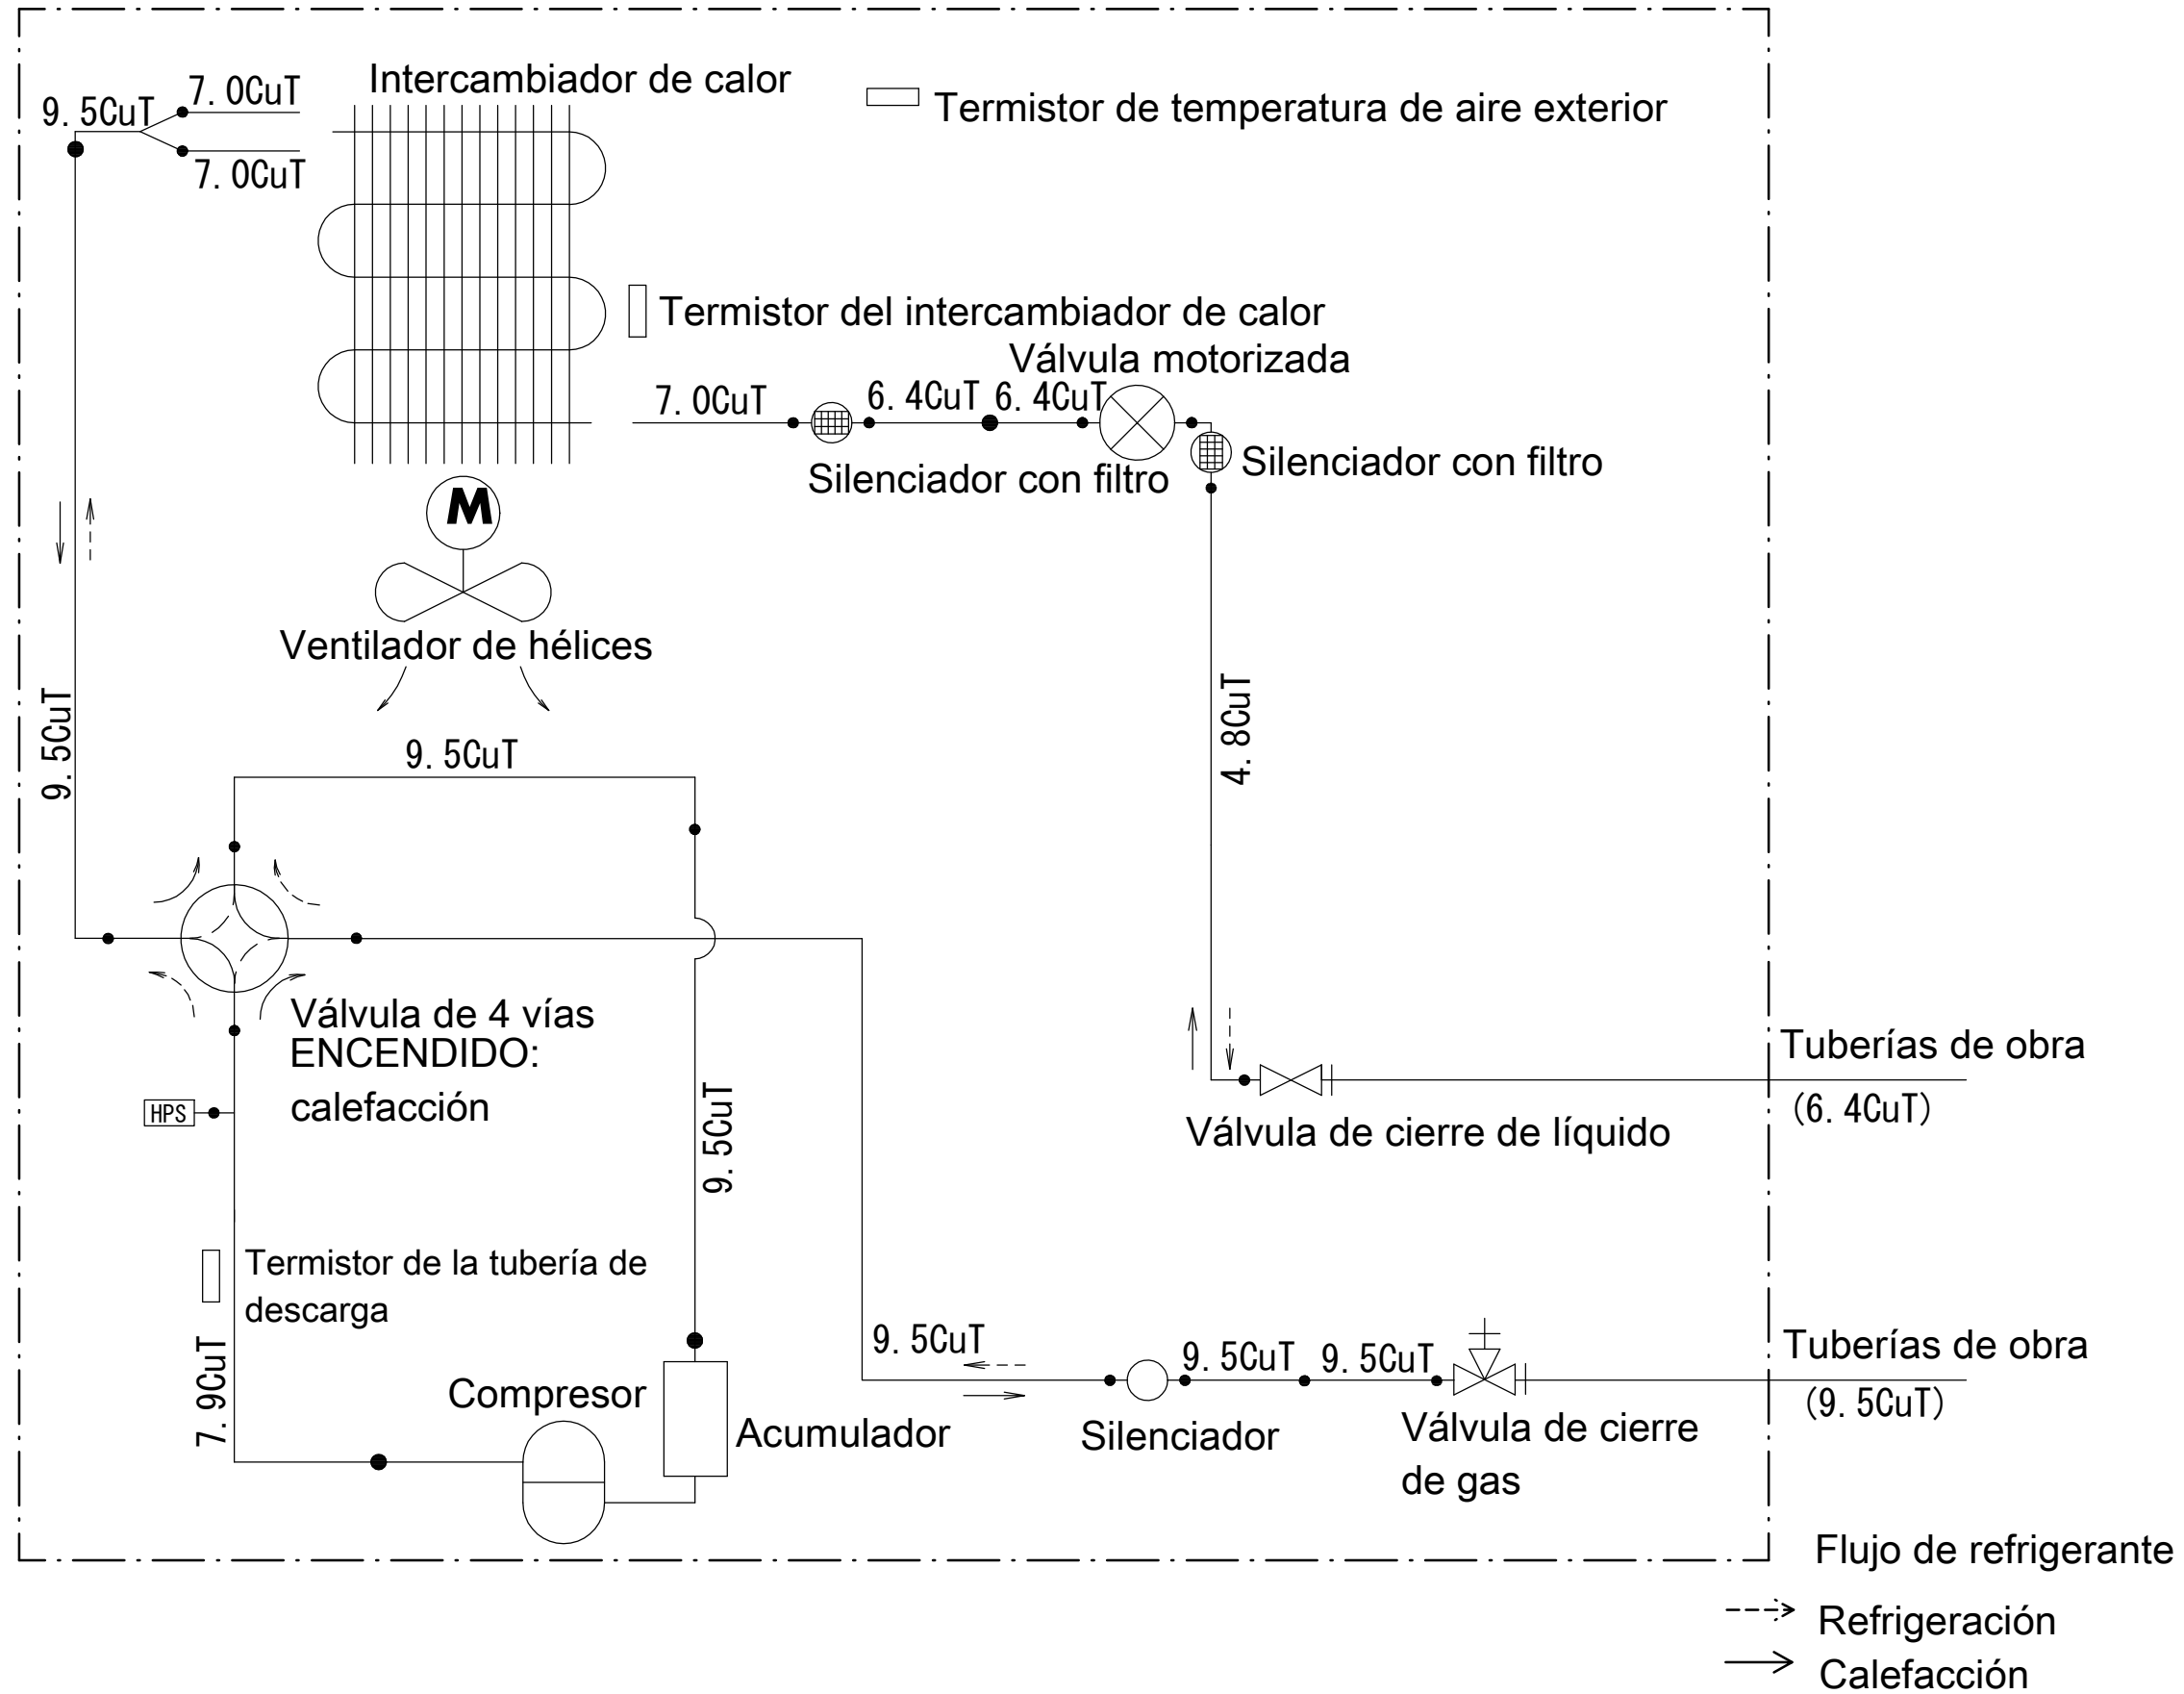 Intercambiador de calor
7. 0CuT
9. 5CuT
Termistor de temperatura de aire exterior
7. 0CuT
Termistor del intercambiador de calor
Válvula motorizada
7. 0CuT
6. 4CuT
6. 4CuT
Silenciador con filtro
Silenciador con filtro
M
Ventilador de hélices
9. 5CuT
4. 8CuT
9. 5CuT
Válvula de 4 vías
ENCENDIDO:
calefacción
Tuberías de obra
(6. 4CuT)
HPS
9. 5CuT
Válvula de cierre de líquido
Termistor de la tubería de
descarga
7. 9CuT
9. 5CuT
9. 5CuT
9. 5CuT
Tuberías de obra
(9. 5CuT)
Compresor
Acumulador
Silenciador
Válvula de cierre
de gas
Flujo de refrigerante
Refrigeración
Calefacción